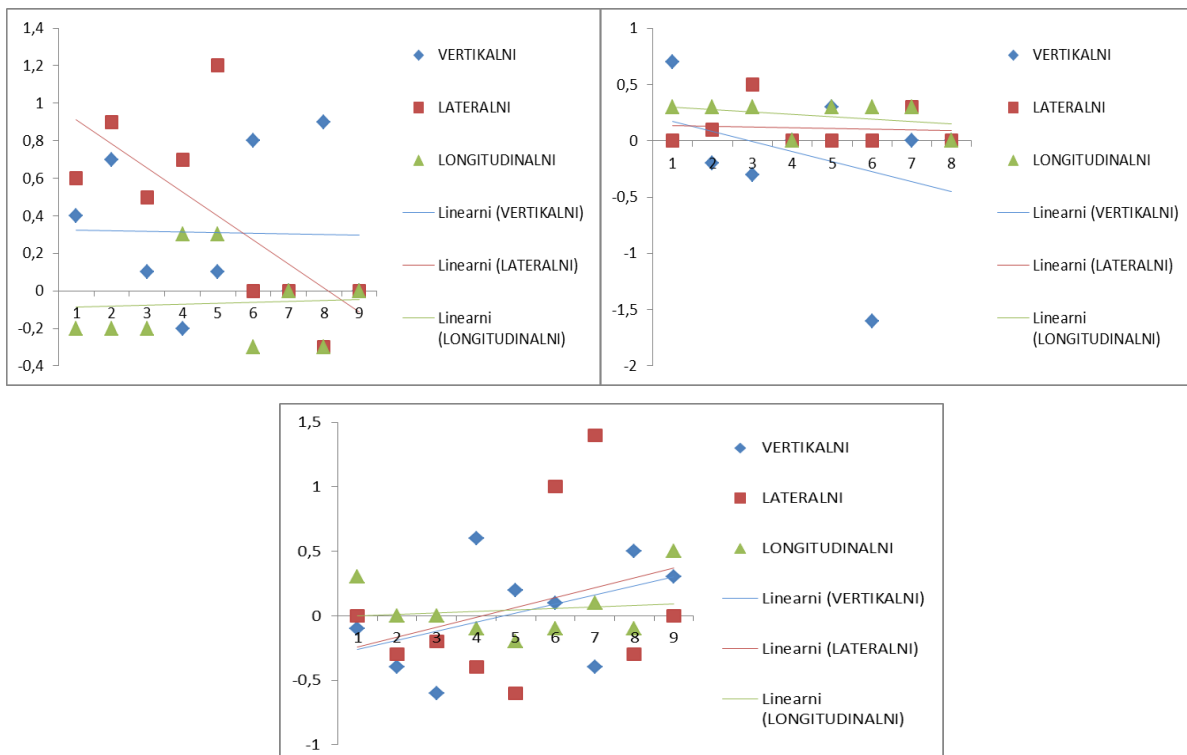 1,4
1,2
1
0,8
0,6
0,4
0,2
0
-0,2
-0,4
1 2 3 4 5 6 7 8 9
VERTIKALNI
LATERALNI
LONGITUDINALNI
Linearni (VERTIKALNI)
Linearni (LATERALNI)
Linearni
(LONGITUDINALNI)
1
0,5
0
-0,5
-1
-1,5
-2
1 2 3 4 5 6 7 8
VERTIKALNI
LATERALNI
LONGITUDINALNI
Linearni (VERTIKALNI)
Linearni (LATERALNI)
Linearni
(LONGITUDINALNI)
1,5
1
0,5
0
-0,5
-1
1 2 3 4 5 6 7 8 9
VERTIKALNI
LATERALNI
LONGITUDINALNI
Linearni (VERTIKALNI)
Linearni (LATERALNI)
Linearni
(LONGITUDINALNI)